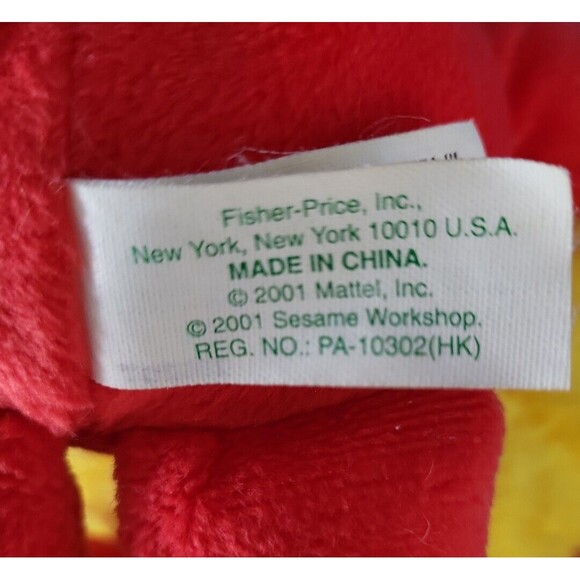 Fisher-Price, Inc.,
New York, New York 10010 U.S.A.
MADE IN CHINA.
© 2001 Mattel, Inc.
© 2001 Sesame Workshop.
REG. NO.: PA-10302(HK)